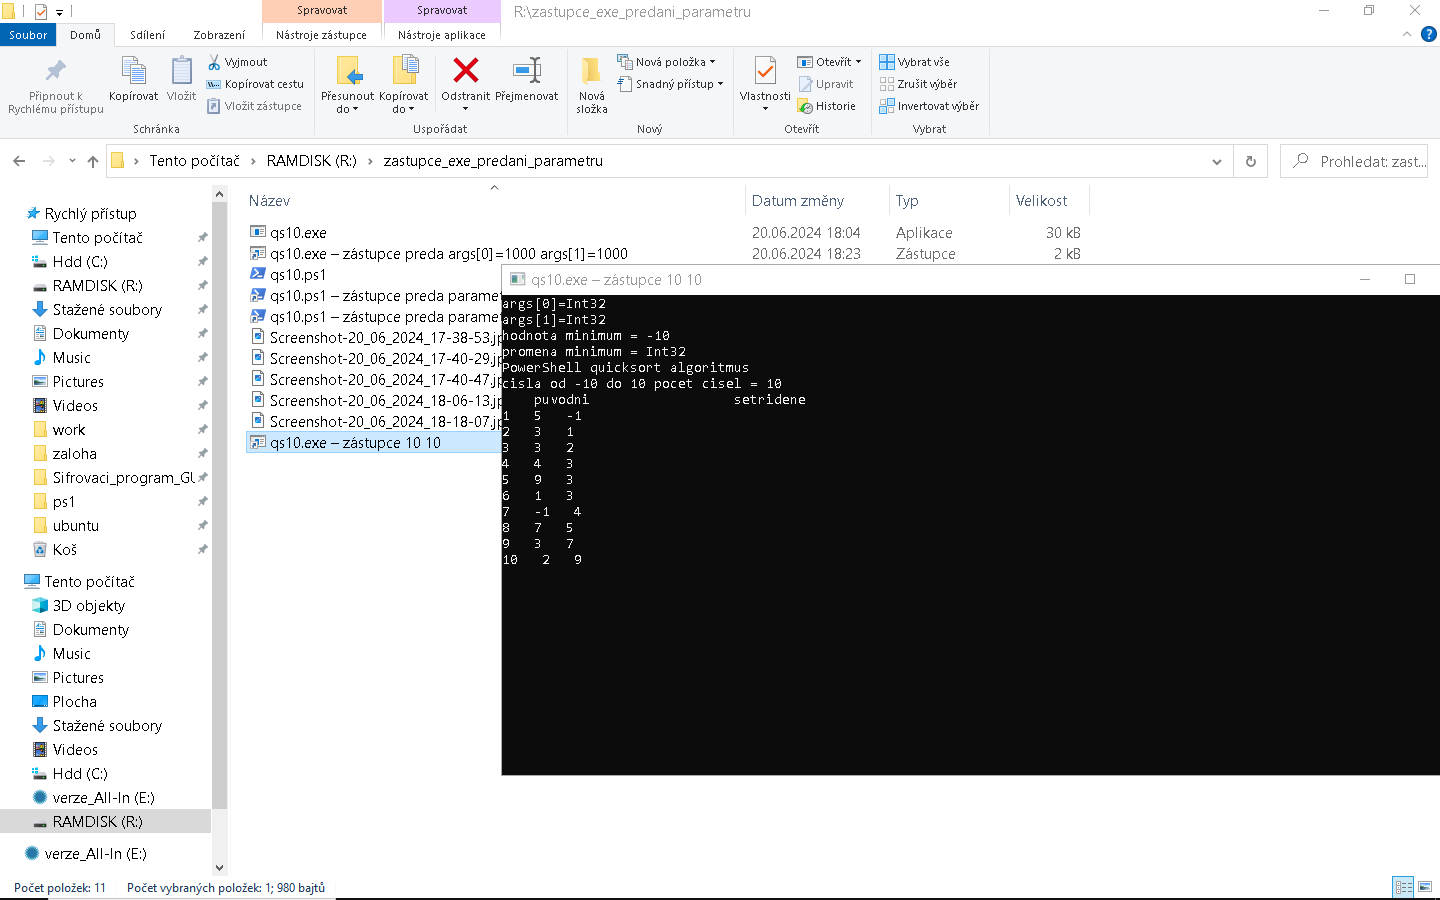 Spravovat
Spravovat
R:\zastupce_exe_predani_parametru
Soubor
Domů
Sdílení
Zobrazení
Nástroje zástupce
Nástroje aplikace
Připnout k
Rychlému přístupu
Kopírovat
Vložit
Vyjmout
Kopírovat cestu
Vložit zástupce
Schránka
Přesunout
do
Kopírovat
do
Odstranit
Přejmenovat
Uspořádat
Nová
složka
Nová položka
Snadný přístup
Nový
Vlastnosti
Otevřít
Upravit
Historie
Otevřít
Vybrat vše
Zrušit výběr
Invertovat výběr
Vybrat
Tento počítač
RAMDISK (R:)
zastupce_exe_predani_parametru
Prohledat: zast...
Rychlý přístup
Tento počítač
Hdd (C:)
RAMDISK (R:)
Stažené soubory
Dokumenty
Music
Pictures
Videos
work
zaloha
Sifrovaci_program_GU
ps1
ubuntu
Koš
Tento počítač
3D objekty
Dokumenty
Music
Pictures
Plocha
Stažené soubory
Videos
Hdd (C:)
verze_All-In (E:)
RAMDISK (R:)
verze_All-In (E:)
Název
Datum změny
Typ
Velikost
qs10.exe 20.06.2024 18:04 Aplikace 30 kB
qs10.exe – zástupce preda args[0]=1000 args[1]=1000 20.06.2024 18:23 Zástupce 2 kB
qs10.ps1
qs10.ps1 – zástupce preda paramet
qs10.ps1 – zástupce preda paramet
Screenshot-20_06_2024_17-38-53.jp
Screenshot-20_06_2024_17-40-29.jp
Screenshot-20_06_2024_17-40-47.jp
Screenshot-20_06_2024_18-06-13.jp
Screenshot-20_06_2024_18-18-07.jp
qs10.exe – zástupce 10 10
qs10.exe – zástupce 10 10
args[0]=Int32
args[1]=Int32
hodnota minimum = -10
promena minimum = Int32
PowerShell quicksort algoritmus
cisla od -10 do 10 pocet cisel = 10
puvodni setridene
1 5 -1
2 3 1
3 3 2
4 4 3
5 9 3
6 1 3
7 -1 4
8 7 5
9 3 7
10 2 9
Počet položek: 11
Počet vybraných položek: 1; 980 bajtů